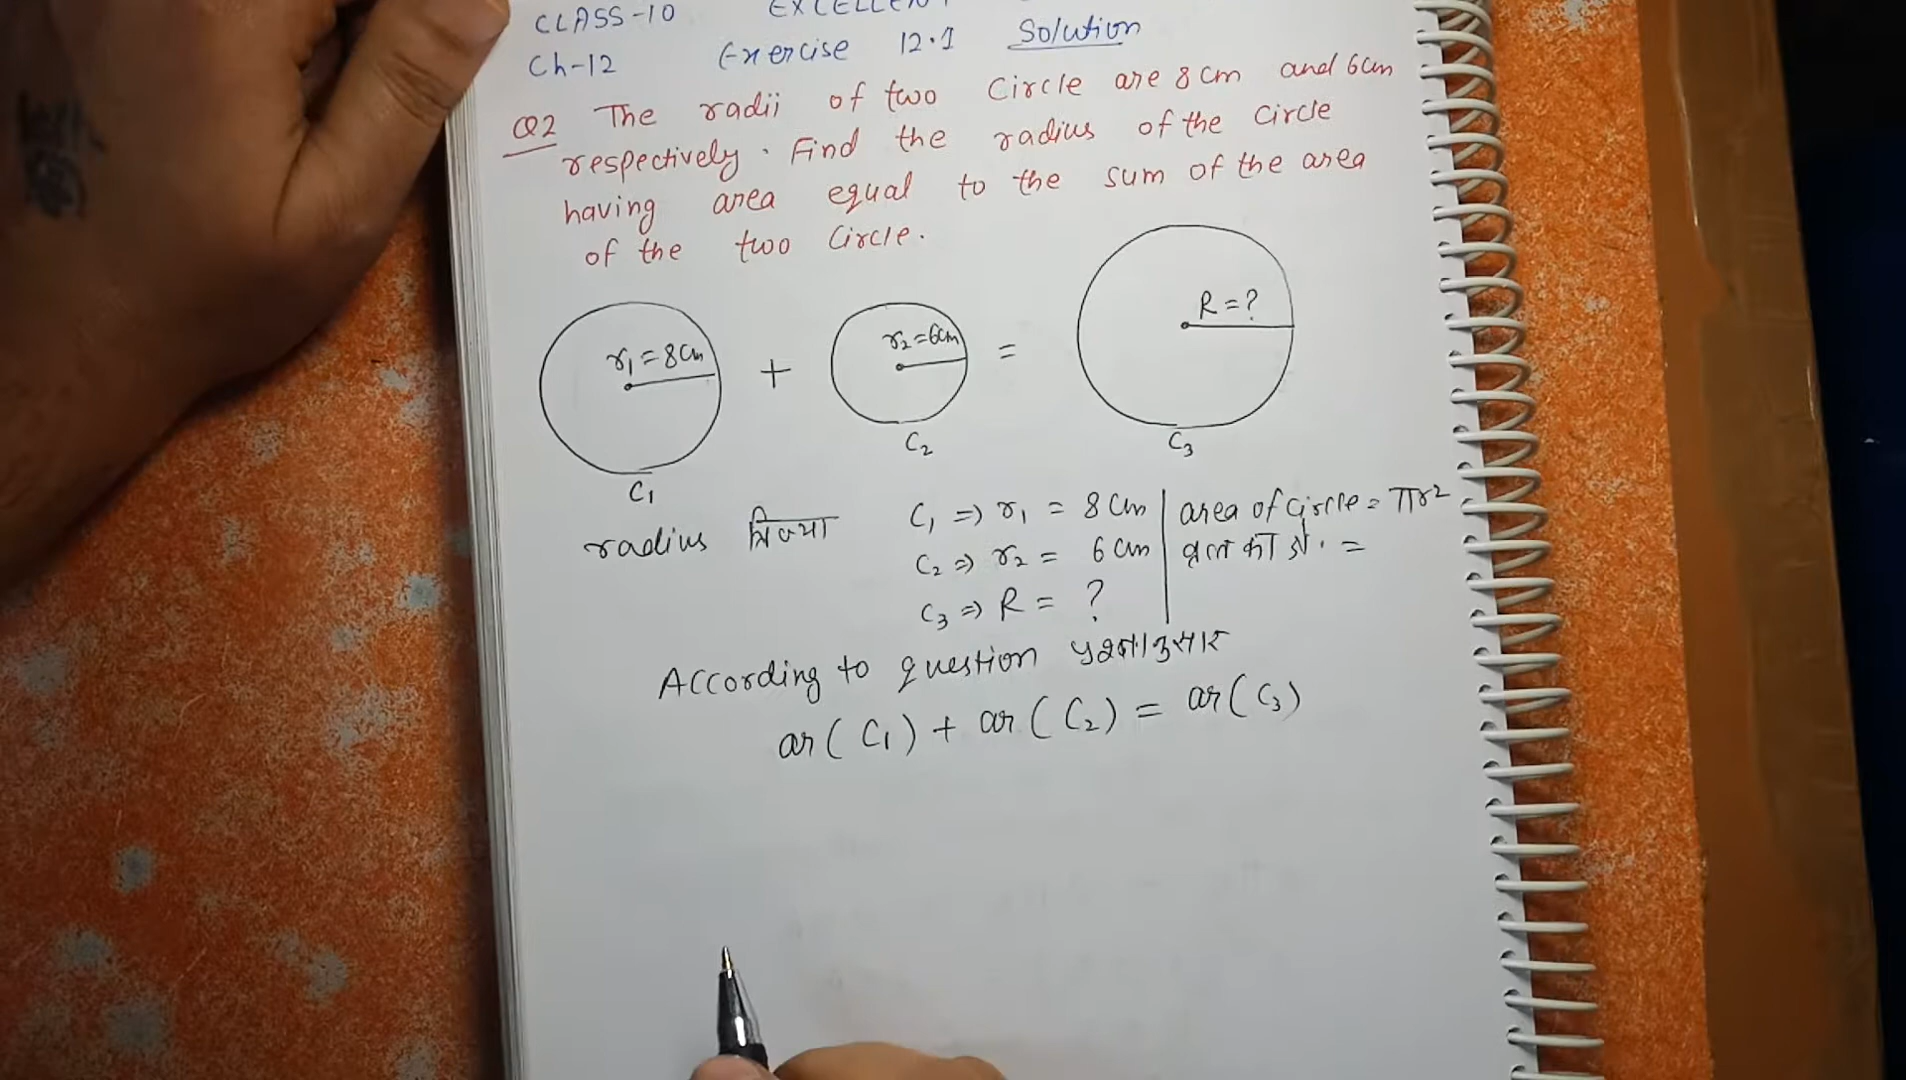 CLASS-10 EXCELLENT
Ch-12 Exercise 12.1 Solution
Q2 The radii of two Circle are 8 cm and 6cm
respectively. Find the radius of the circle
having area equal to the sum of the area
of the two Circle.
r₁=8cm + r₂=6cm = R=?
C₁ C₂ C₃
radius त्रिज्या
C₁ => r₁ = 8 cm
C₂ => r₂ = 6 cm
C₃ => R = ?
area of circle = πr²
वृत्त का क्षे. =
According to question प्रश्नानुसार
ar( C₁ ) + ar( C₂ ) = ar( C₃ )